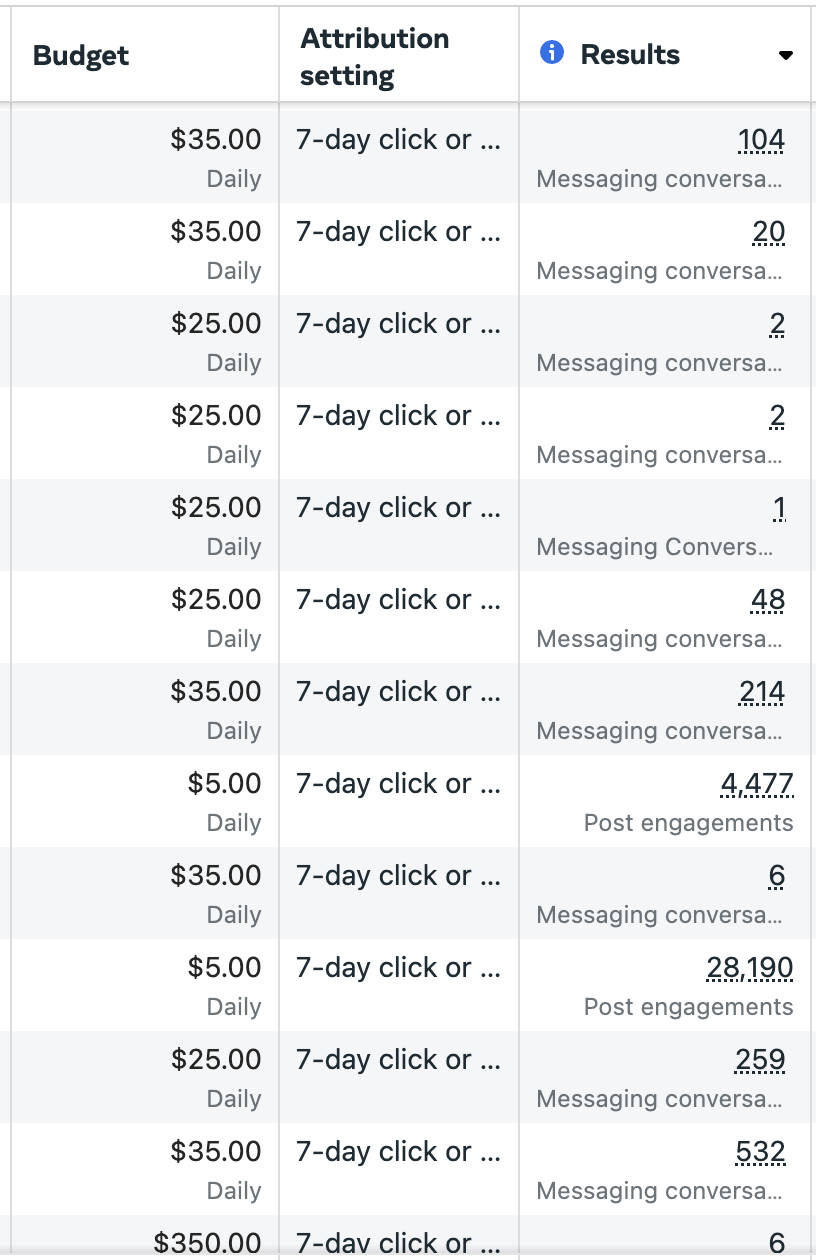 Budget
Attribution setting
Results
$35.00 7-day click or ... 104
Daily Messaging conversa...
$35.00 7-day click or ... 20
Daily Messaging conversa...
$25.00 7-day click or ... 2
Daily Messaging conversa...
$25.00 7-day click or ... 2
Daily Messaging conversa...
$25.00 7-day click or ... 1
Daily Messaging Convers...
$25.00 7-day click or ... 48
Daily Messaging conversa...
$35.00 7-day click or ... 214
Daily Messaging conversa...
$5.00 7-day click or ... 4,477
Daily Post engagements
$35.00 7-day click or ... 6
Daily Messaging conversa...
$5.00 7-day click or ... 28,190
Daily Post engagements
$25.00 7-day click or ... 259
Daily Messaging conversa...
$35.00 7-day click or ... 532
Daily Messaging conversa...
$350.00 7-day click or ... 6